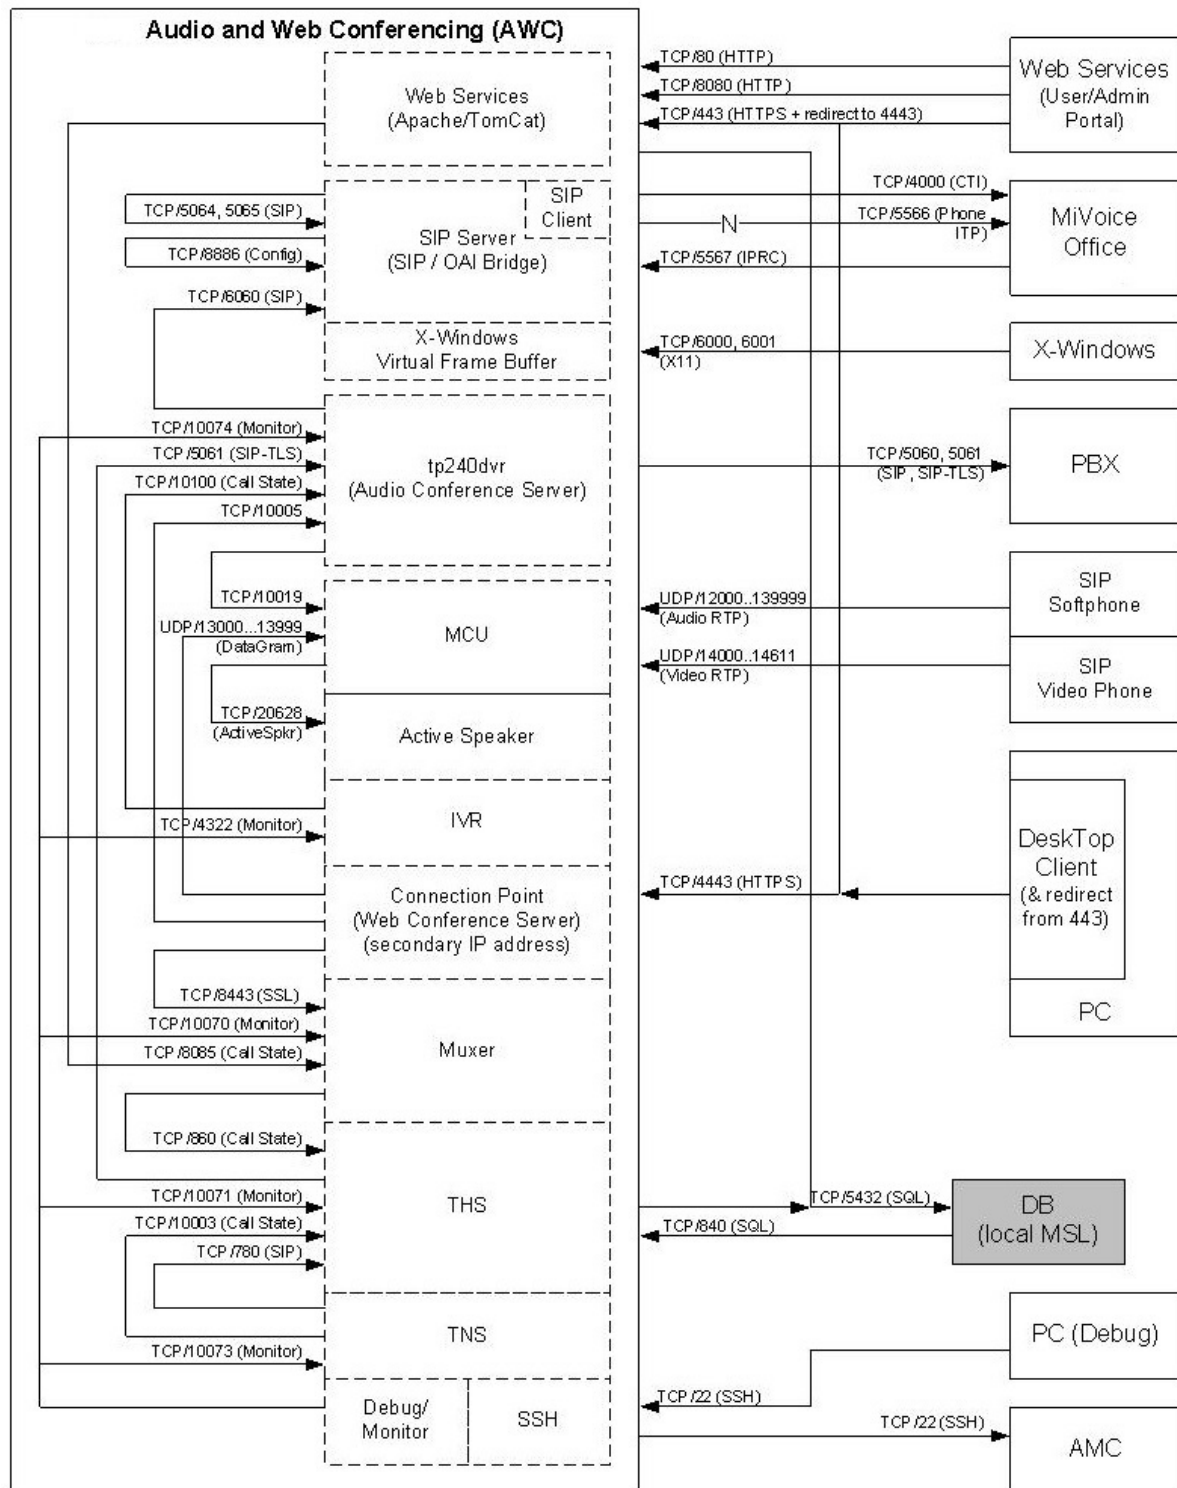 Audio and Web Conferencing (AWC)
Web Services
(Apache/TomCat)
TCP/80 (HTTP)
TCP/8080 (HTTP)
TCP/443 (HTTPS + redirect to 4443)
Web Services
(User/Admin
Portal)
TCP/5064, 5065 (SIP)
TCP/8886 (Config)
TCP/6060 (SIP)
SIP
Client
SIP Server
(SIP / OAI Bridge)
TCP/4000 (CTI)
N
TCP/5566 (Phone
ITP)
TCP/5567 (IPRC)
MiVoice
Office
X-Windows
Virtual Frame Buffer
TCP/6000, 6001
(X11)
X-Windows
TCP/10074 (Monitor)
TCP/5061 (SIP-TLS)
TCP/10100 (Call State)
TCP/10005
tp240dvr
(Audio Conference Server)
TCP/5060, 5061
(SIP, SIP-TLS)
PBX
TCP/10019
UDP/13000...13999
(DataGram)
MCU
UDP/12000..139999
(Audio RTP)
SIP
Softphone
UDP/14000..14611
(Video RTP)
SIP
Video Phone
TCP/20628
(ActiveSpkr)
Active Speaker
TCP/4322 (Monitor)
IVR
Connection Point
(Web Conference Server)
(secondary IP address)
TCP/4443 (HTTPS)
DeskTop
Client
(& redirect
from 443)
PC
TCP/8443 (SSL)
TCP/10070 (Monitor)
TCP/8085 (Call State)
Muxer
TCP/860 (Call State)
TCP/10071 (Monitor)
TCP/10003 (Call State)
TCP/780 (SIP)
THS
TCP/5432 (SQL)
TCP/840 (SQL)
DB
(local MSL)
TNS
TCP/10073 (Monitor)
PC (Debug)
Debug/
Monitor
SSH
TCP/22 (SSH)
TCP/22 (SSH)
AMC